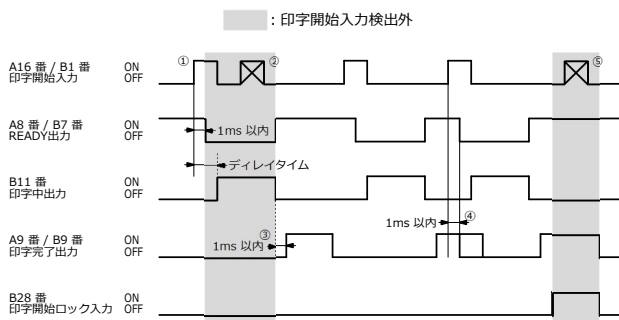 : 印字開始入力検出外
A16 番 / B1 番 ON
印字開始入力 OFF
① ② ⑤
A8 番 / B7 番 ON
READY出力 OFF
1ms 以内
ディレイタイム
B11 番 ON
印字中出力 OFF
③ 1ms 以内
1ms 以内 ④
A9 番 / B9 番 ON
印字完了出力 OFF
B28 番 ON
印字開始ロック入力 OFF